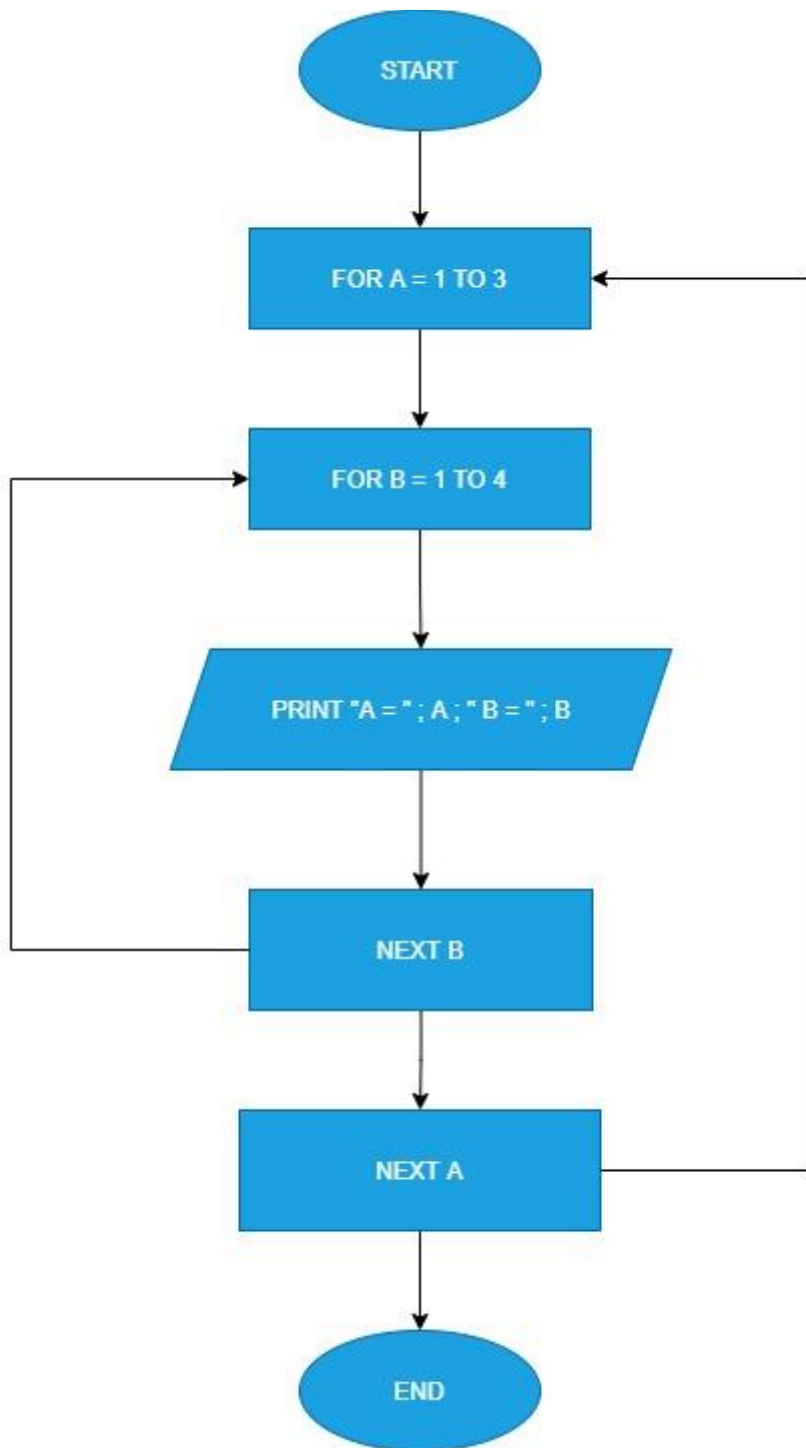 START
FOR A = 1 TO 3
FOR B = 1 TO 4
PRINT "A = " ; A ; " B = " ; B
NEXT B
NEXT A
END